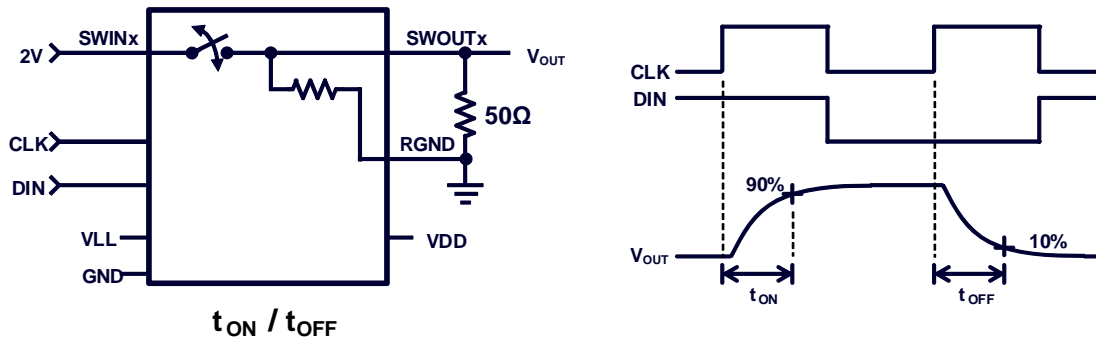 SWINx
SWOUTx
2V
VOUT
50Ω
CLK
RGND
DIN
VLL
VDD
GND
tON / tOFF
CLK
DIN
90%
10%
VOUT
tON
tOFF